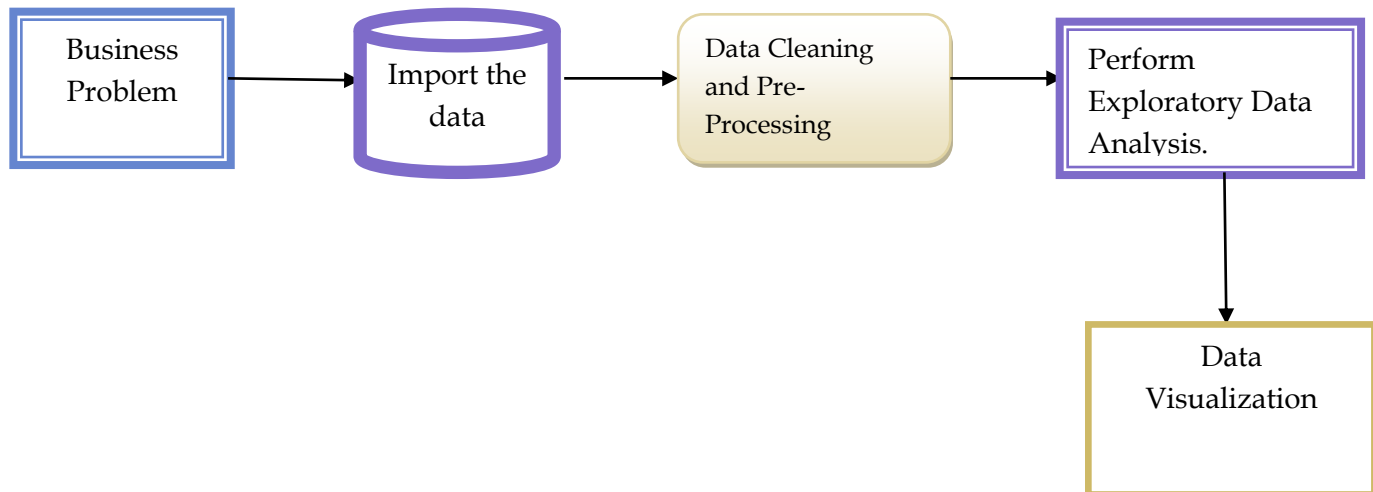 Business
Problem
Import the
data
Data Cleaning
and Pre-
Processing
Perform
Exploratory Data
Analysis.
Data
Visualization